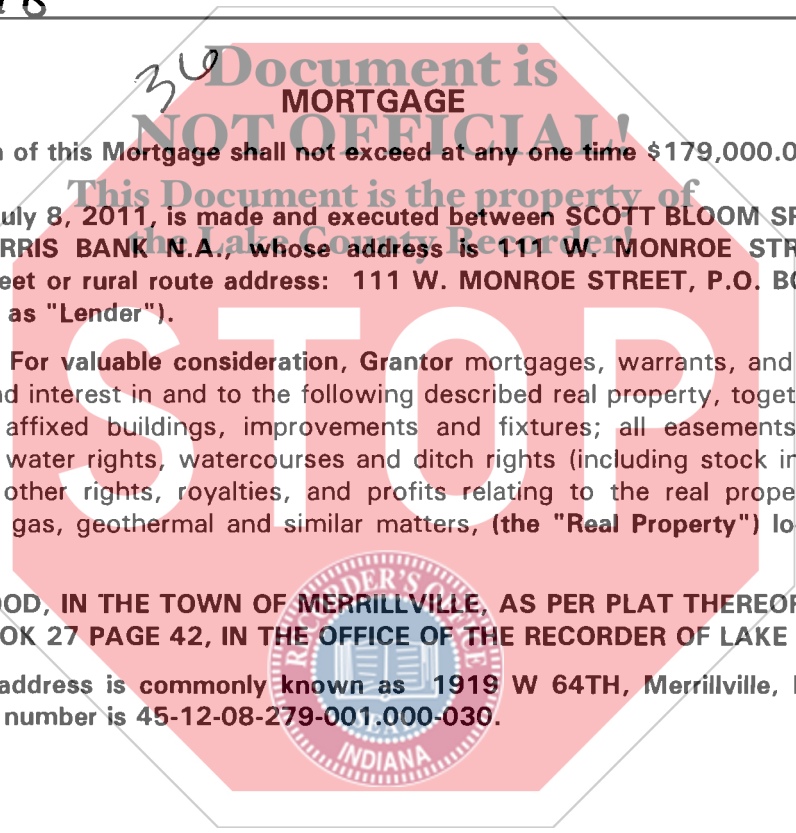 36
Document is
MORTGAGE
NOT OFFICIAL!
of this Mortgage shall not exceed at any one time $179,000.0
This Document is the property of
uly 8, 2011, is made and executed between SCOTT BLOOM
the Lake County Recorder!
RRIS BANK N.A., whose address is 111 W. MONROE STR
eet or rural route address: 111 W. MONROE STREET, P.O.
as "Lender").
STOP
For valuable consideration, Grantor mortgages, warrants, and
nd interest in and to the following described real property, toget
affixed buildings, improvements and fixtures; all easements
water rights, watercourses and ditch rights (including stock in
other rights, royalties, and profits relating to the real prope
gas, geothermal and similar matters, (the "Real Property") lo
OOD, IN THE TOWN OF MERRILLVILLE, AS PER PLAT THEREOF
OK 27 PAGE 42, IN THE OFFICE OF THE RECORDER OF LAKE
address is commonly known as 1919 W 64TH, Merrillville,
number is 45-12-08-279-001.000-030.
RECORDER'S OFFICE
SEAL
INDIANA